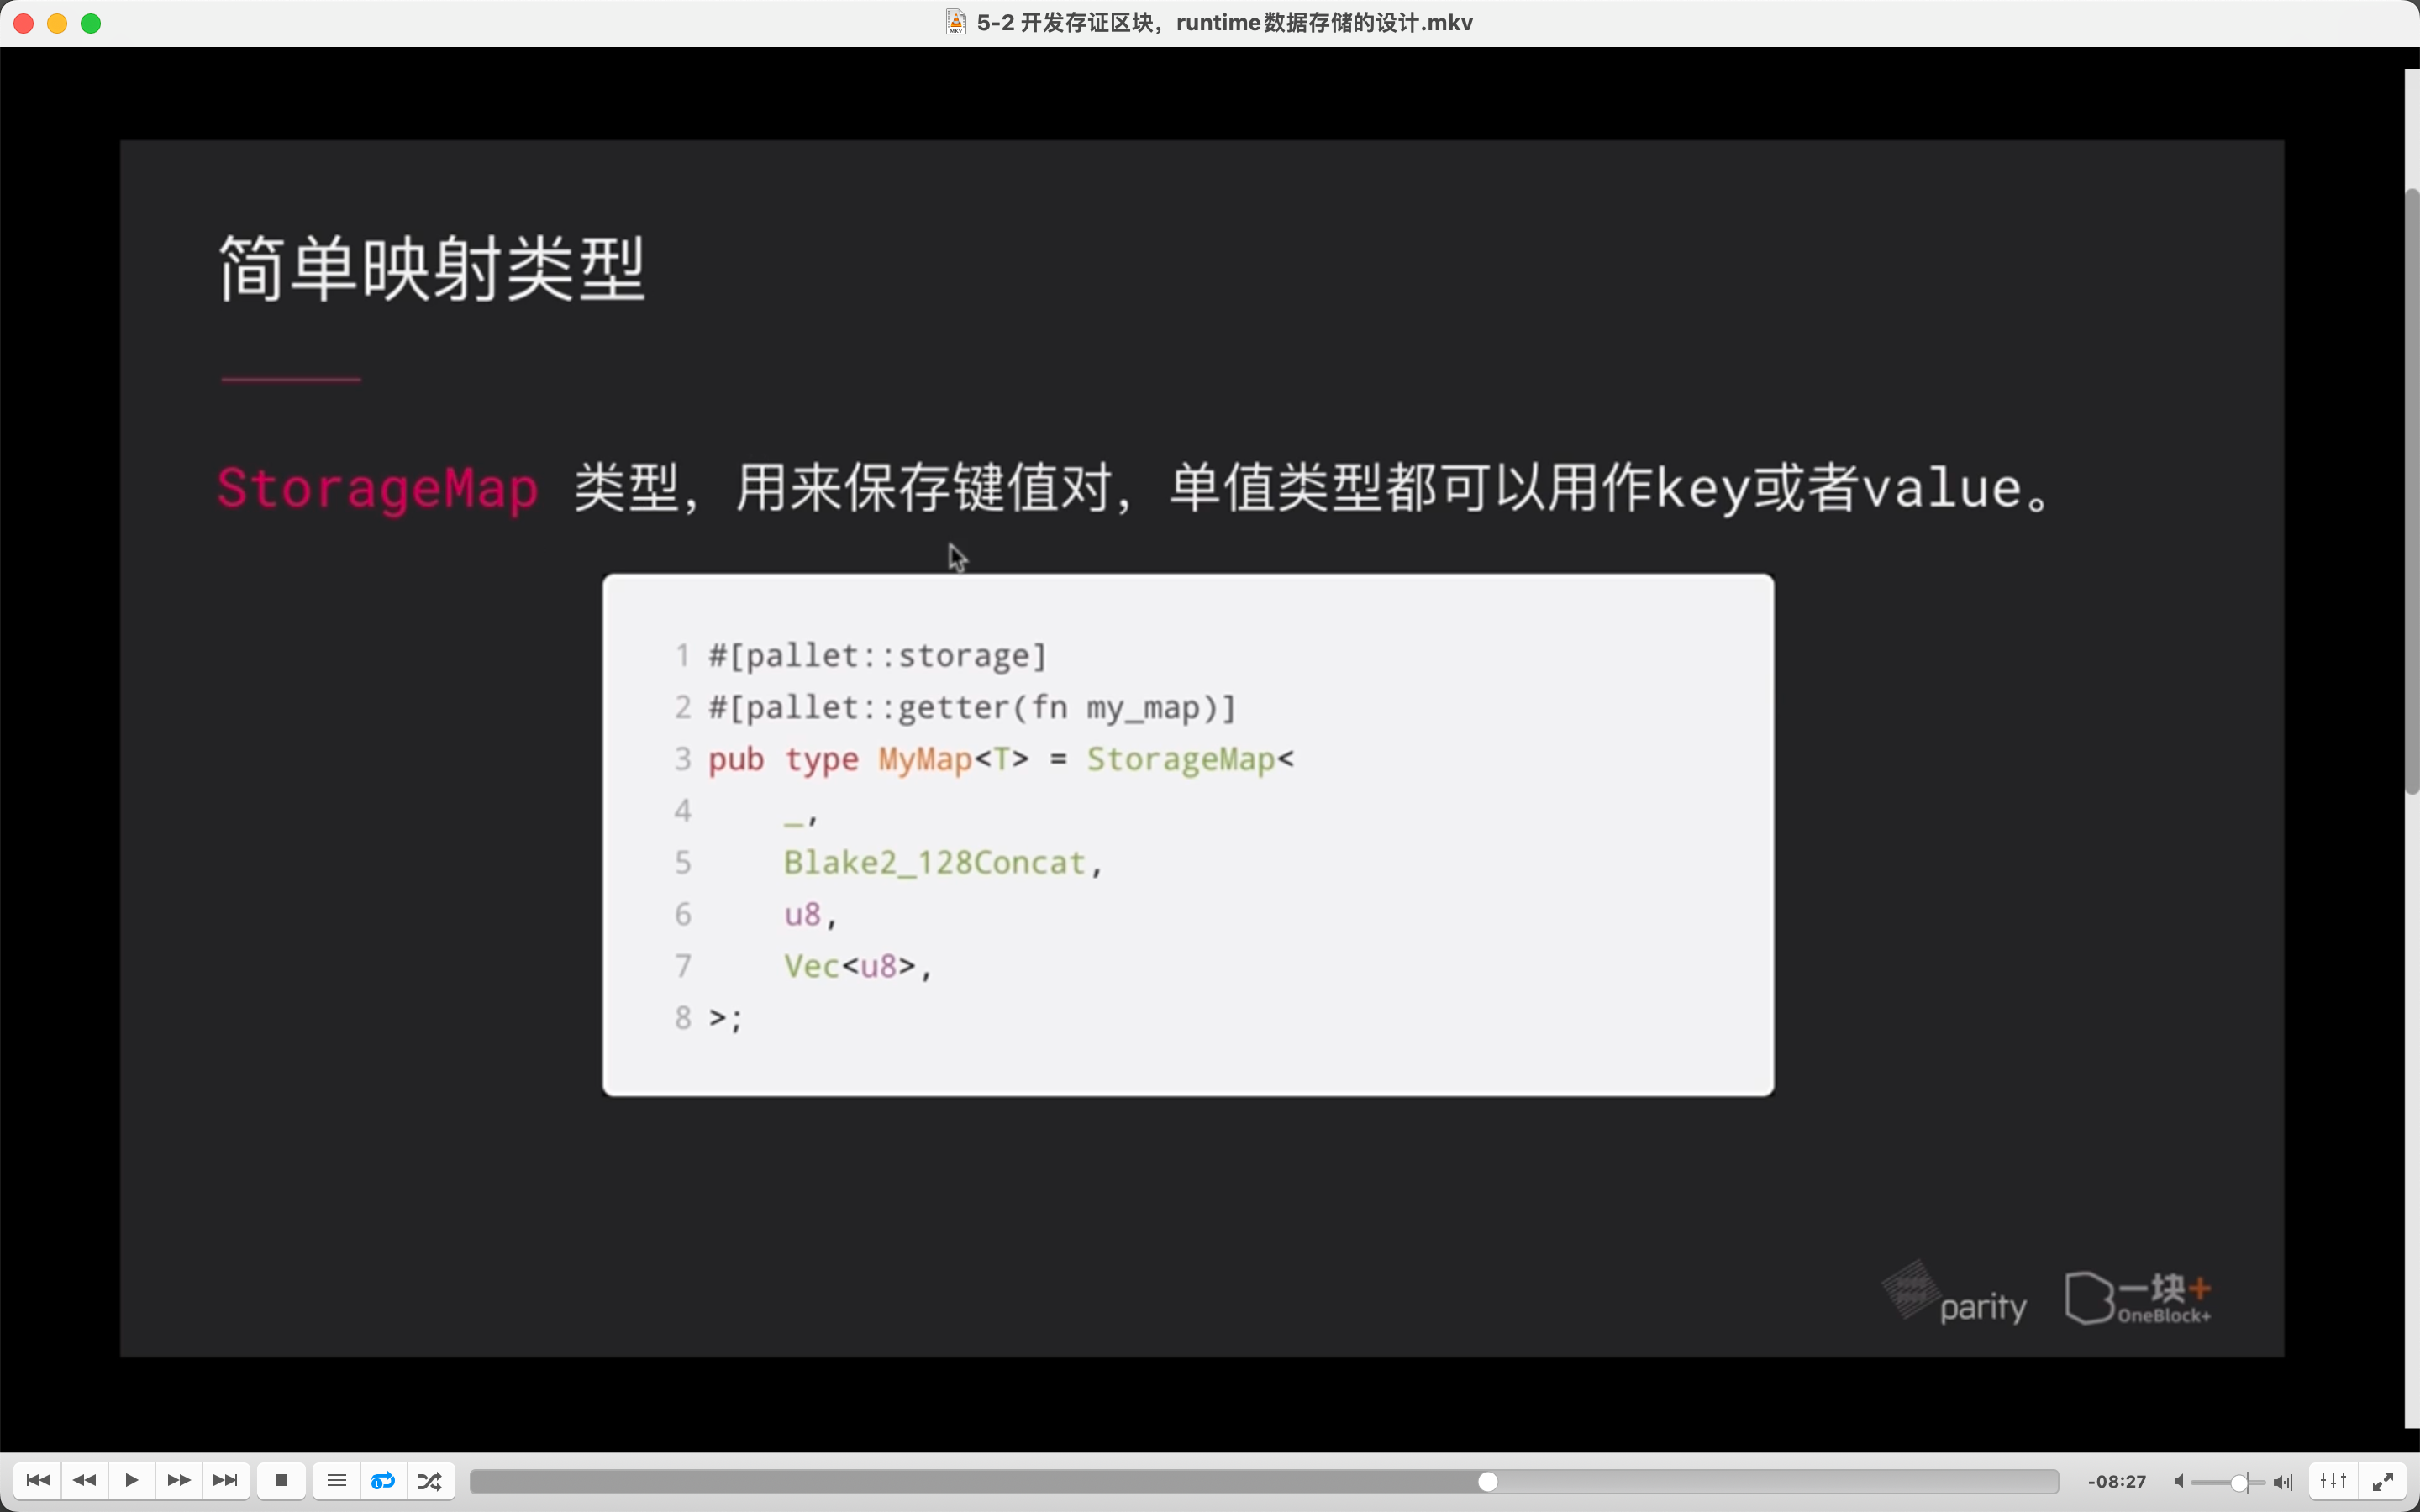 5-2 开发存证区块，runtime数据存储的设计.mkv
简单映射类型
StorageMap 类型，用来保存键值对，单值类型都可以用作key或者value。
1 #[pallet::storage]
2 #[pallet::getter(fn my_map)]
3 pub type MyMap<T> = StorageMap<
4     _,
5     Blake2_128Concat,
6     u8,
7     Vec<u8>,
8 >;
parity
一块+
OneBlock+
-08:27